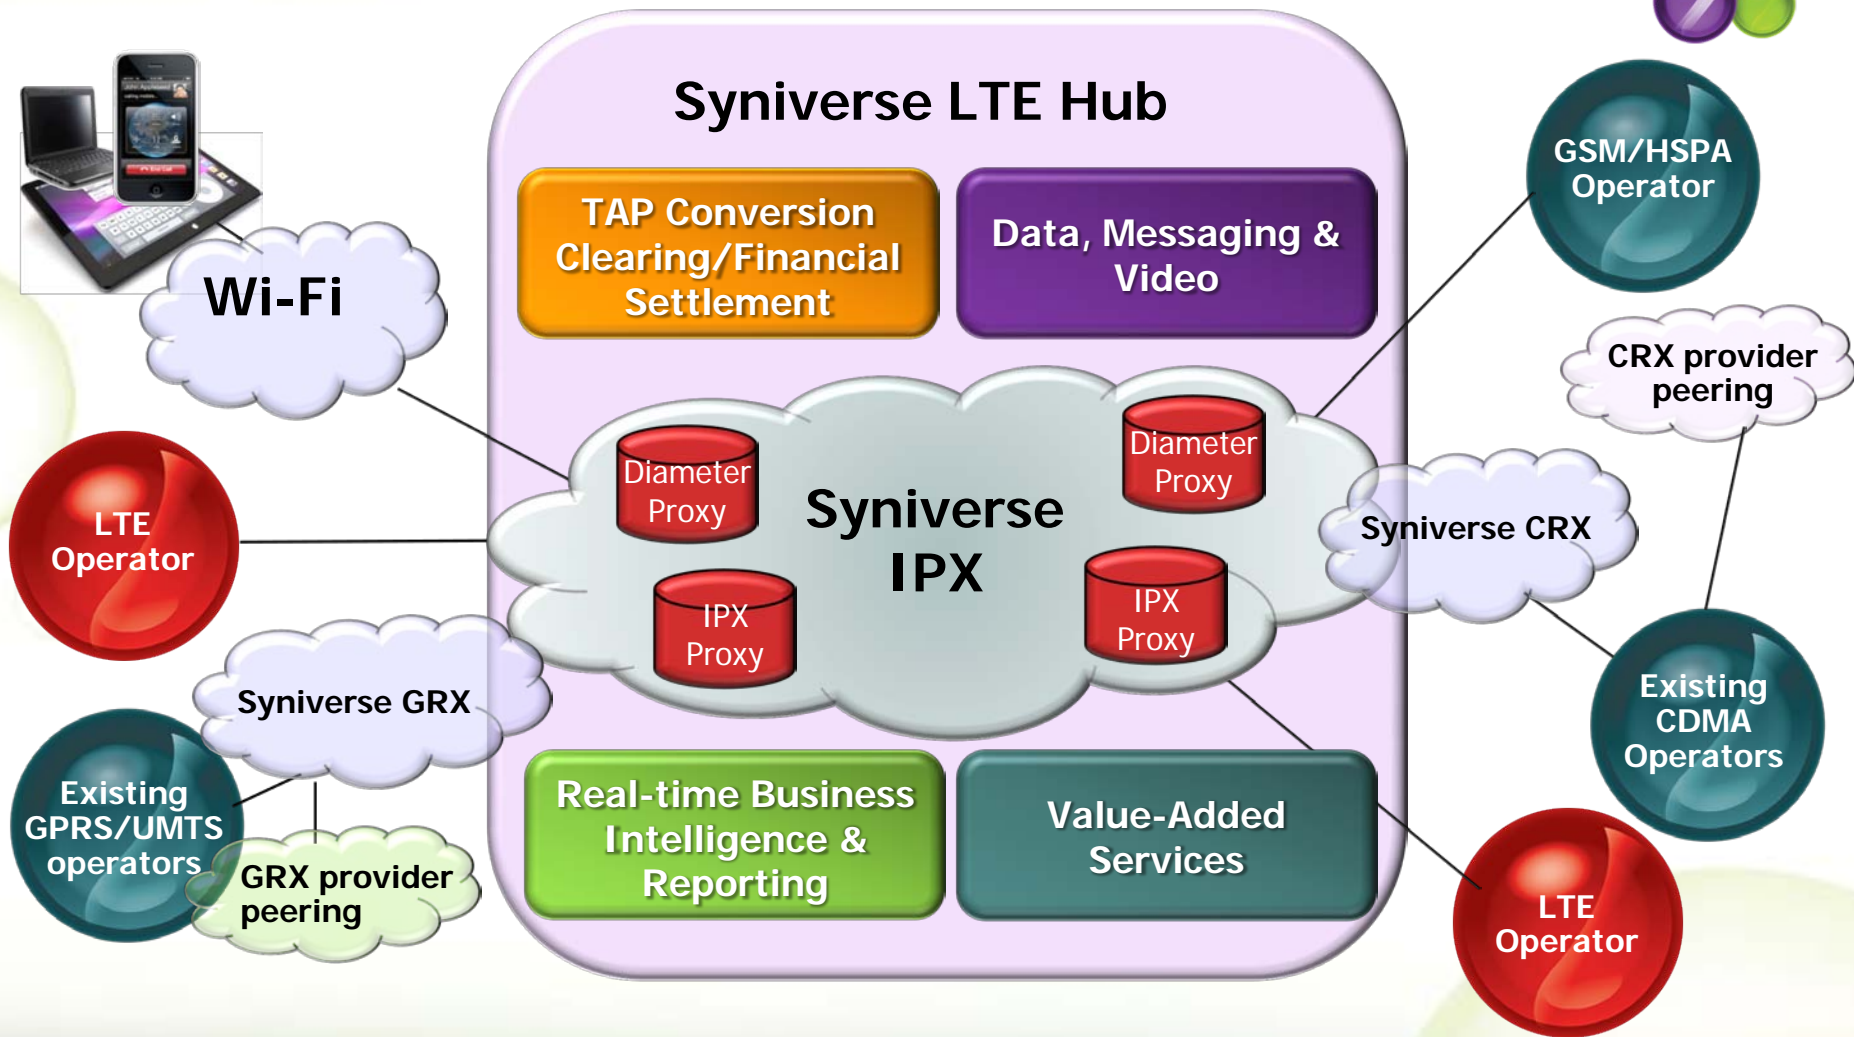 Syniverse LTE Hub
TAP Conversion
Clearing/Financial
Settlement
Data, Messaging &
Video
Wi-Fi
GSM/HSPA
Operator
CRX provider
peering
Diameter
Proxy
Diameter
Proxy
Syniverse
IPX
IPX
Proxy
IPX
Proxy
LTE
Operator
Syniverse CRX
Syniverse GRX
Existing
GPRS/UMTS
operators
GRX provider
peering
Existing
CDMA
Operators
Real-time Business
Intelligence &
Reporting
Value-Added
Services
LTE
Operator
End Call